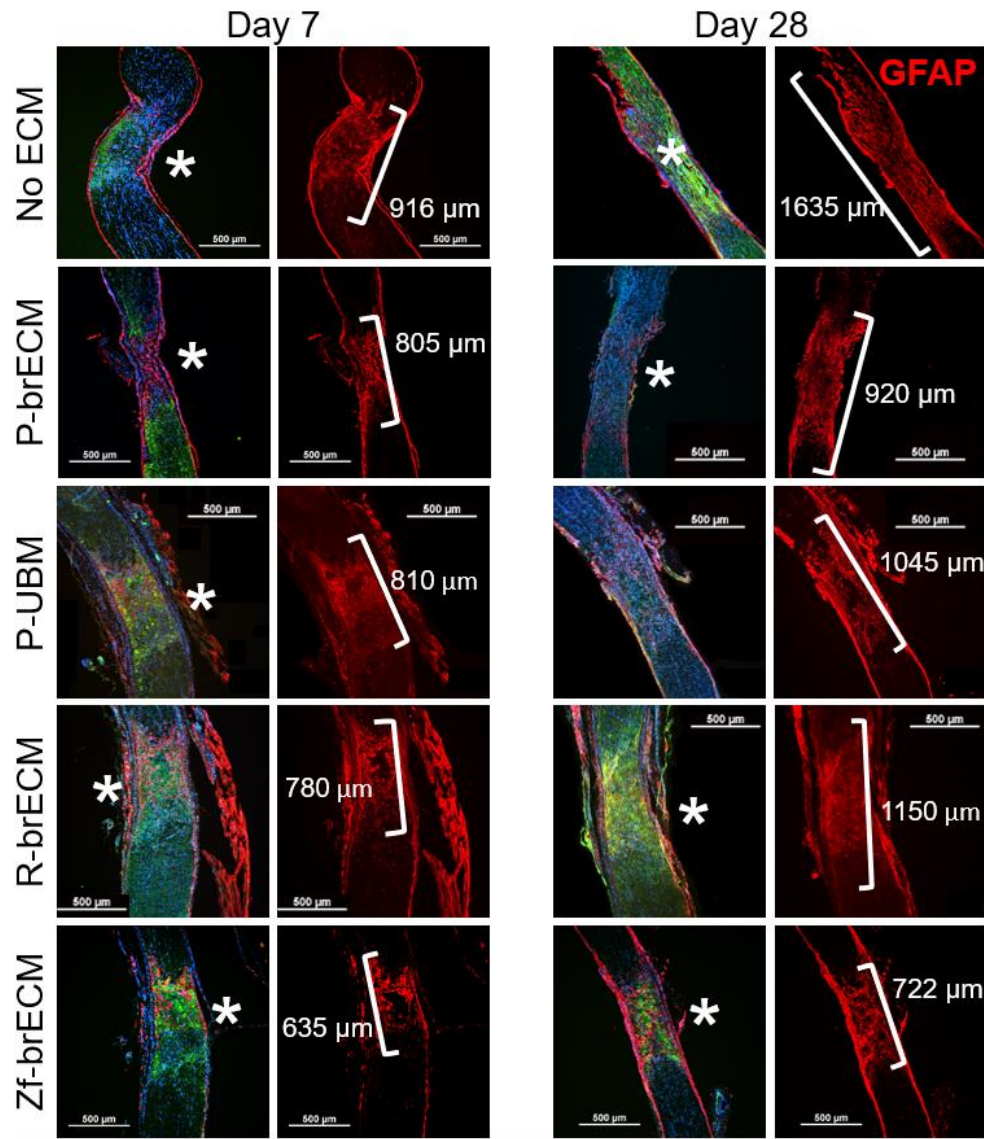 Day 7
Day 28
No ECM
*
500 µm
916 µm
500 µm
*
GFAP
1635 µm
P-brECM
*
500 µm
805 µm
500 µm
*
500 µm
920 µm
500 µm
P-UBM
500 µm
*
500 µm
810 µm
500 µm
500 µm
1045 µm
R-brECM
*
500 µm
780 µm
500 µm
500 µm
*
500 µm
1150 µm
Zf-brECM
*
500 µm
635 µm
500 µm
*
500 µm
722 µm
500 µm